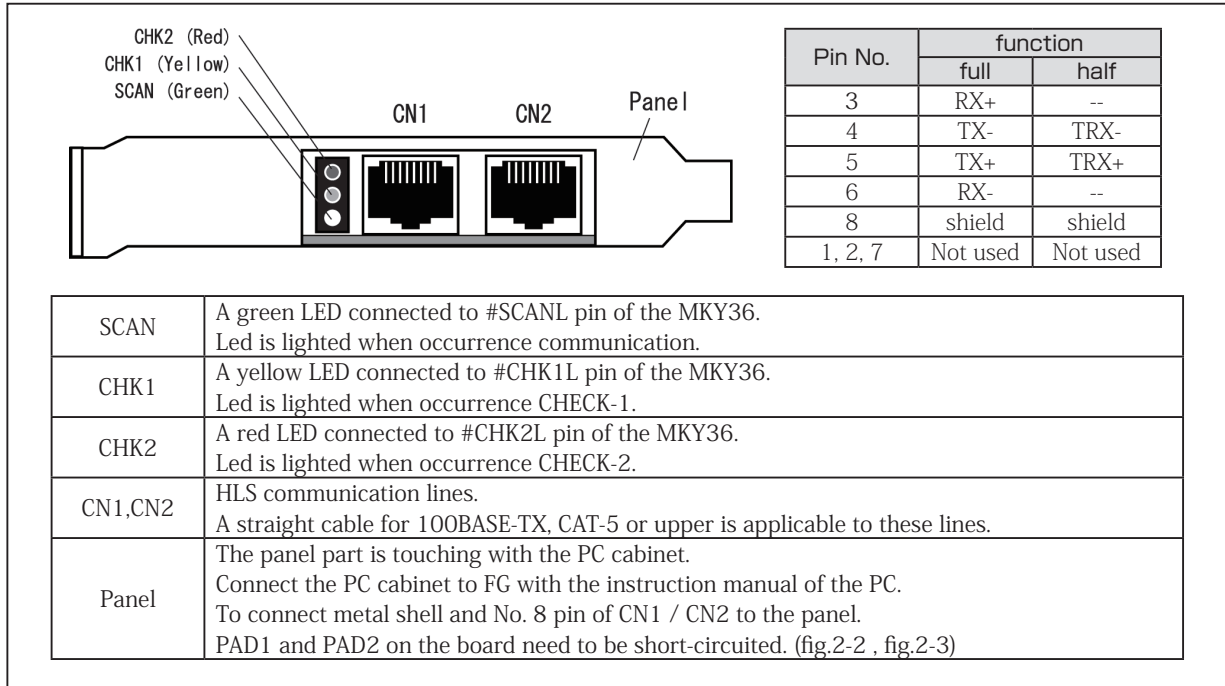 CHK2 (Red)
CHK1 (Yellow)
SCAN (Green)
CN1
CN2
Panel
Pin No.
function
full
half
3 RX+ --
4 TX- TRX-
5 TX+ TRX+
6 RX- --
8 shield shield
1, 2, 7 Not used Not used
SCAN
A green LED connected to #SCANL pin of the MKY36.
Led is lighted when occurrence communication.
CHK1
A yellow LED connected to #CHK1L pin of the MKY36.
Led is lighted when occurrence CHECK-1.
CHK2
A red LED connected to #CHK2L pin of the MKY36.
Led is lighted when occurrence CHECK-2.
CN1,CN2
HLS communication lines.
A straight cable for 100BASE-TX, CAT-5 or upper is applicable to these lines.
Panel
The panel part is touching with the PC cabinet.
Connect the PC cabinet to FG with the instruction manual of the PC.
To connect metal shell and No. 8 pin of CN1 / CN2 to the panel.
PAD1 and PAD2 on the board need to be short-circuited. (fig.2-2 , fig.2-3)